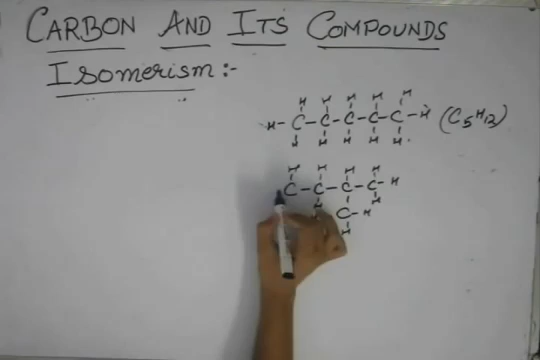 CARBON AND ITS COMPOUNDS
Isomerism :-
H H H H H
H - C - C - C - C - C - H (C5H12)
H H H H H
H H H H
C - C - C - C - H
H H
C - H
H